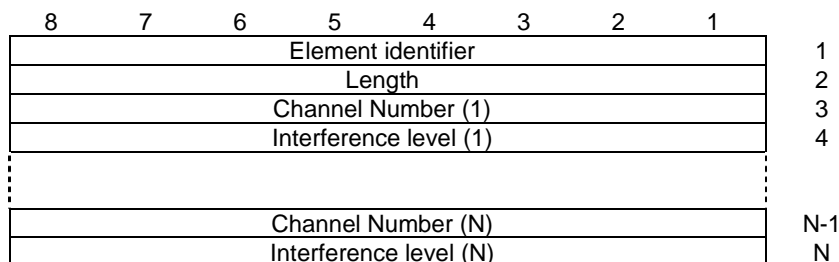 8 7 6 5 4 3 2 1
Element identifier 1
Length 2
Channel Number (1) 3
Interference level (1) 4
Channel Number (N) N-1
Interference level (N) N